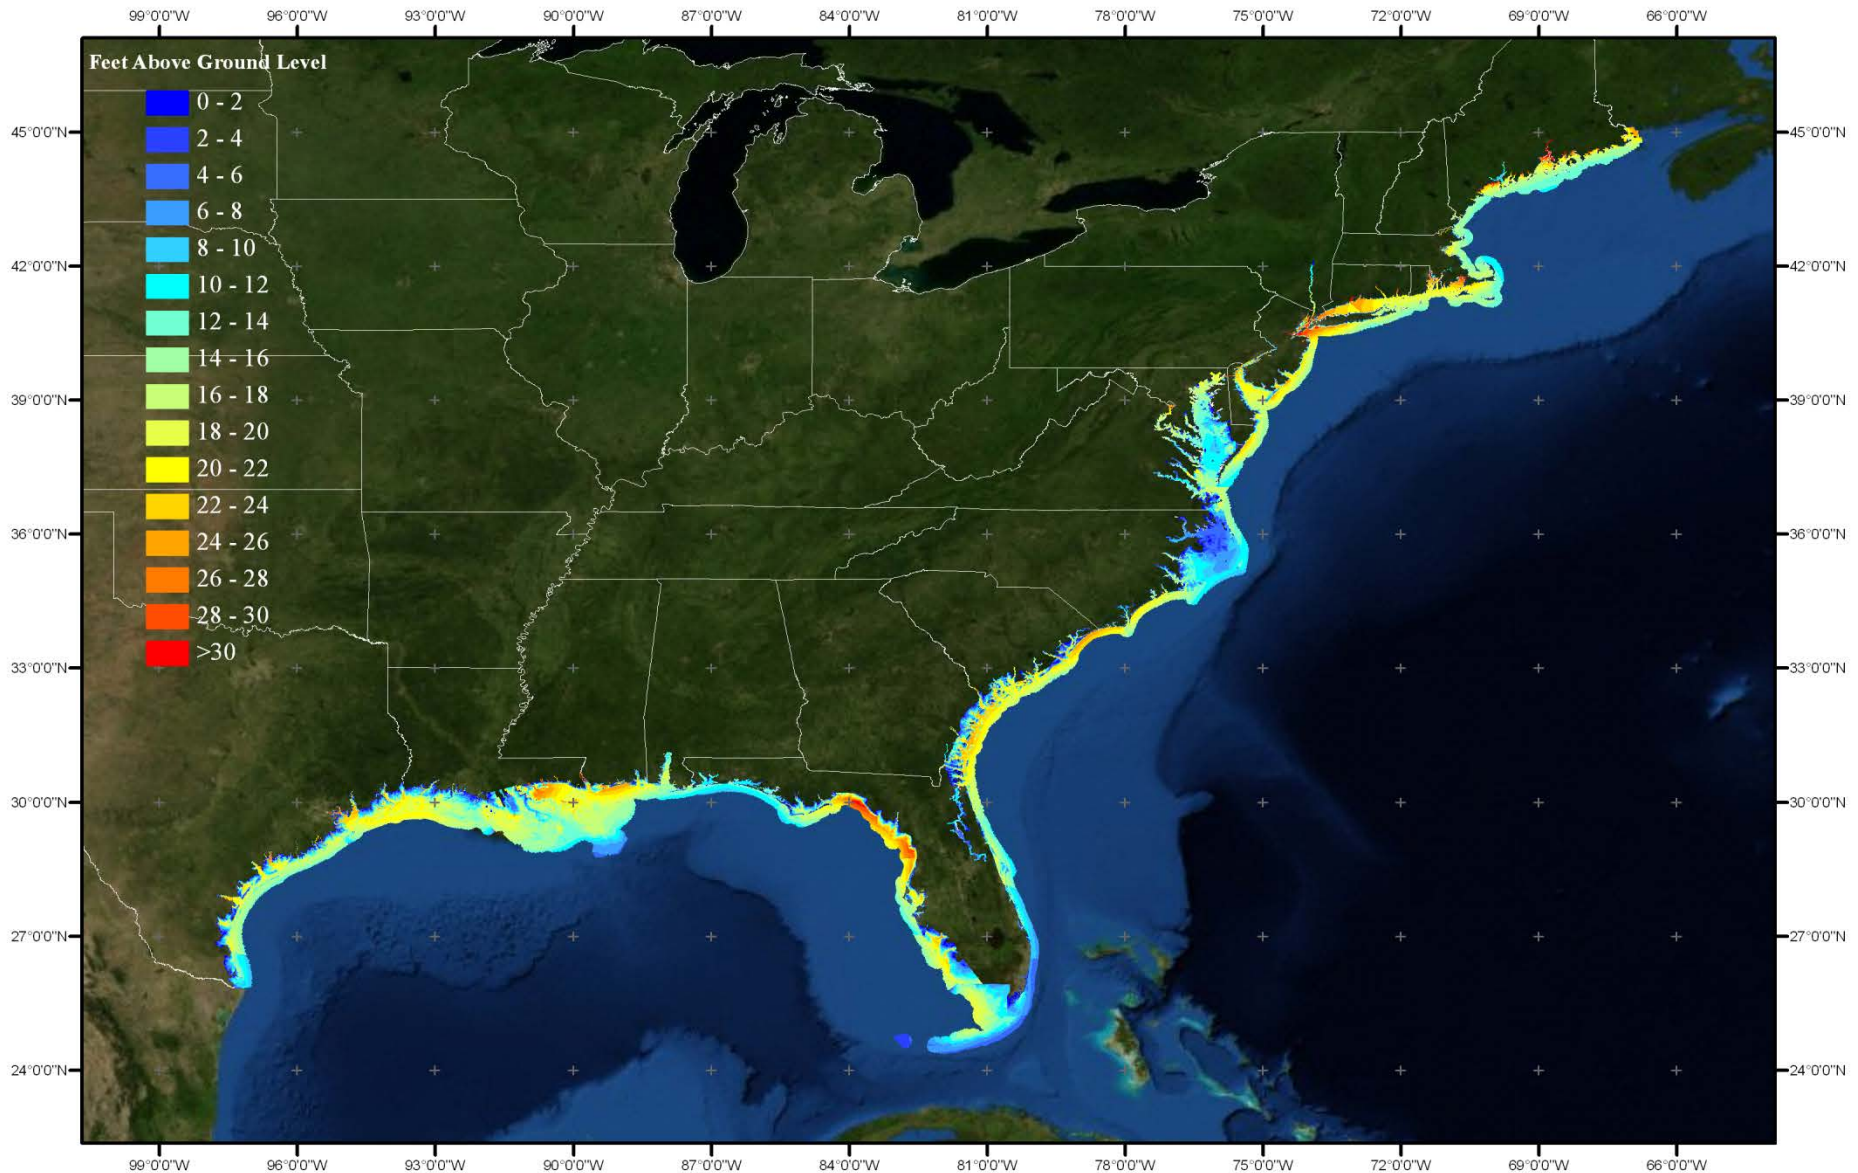 99°0'0"W 96°0'0"W 93°0'0"W 90°0'0"W 87°0'0"W 84°0'0"W 81°0'0"W 78°0'0"W 75°0'0"W 72°0'0"W 69°0'0"W 66°0'0"W
Feet Above Ground Level
0 - 2
2 - 4
4 - 6
6 - 8
8 - 10
10 - 12
12 - 14
14 - 16
16 - 18
18 - 20
20 - 22
22 - 24
24 - 26
26 - 28
28 - 30
>30
45°0'0"N
42°0'0"N
39°0'0"N
36°0'0"N
33°0'0"N
30°0'0"N
27°0'0"N
24°0'0"N
45°0'0"N
42°0'0"N
39°0'0"N
36°0'0"N
33°0'0"N
30°0'0"N
27°0'0"N
24°0'0"N
99°0'0"W 96°0'0"W 93°0'0"W 90°0'0"W 87°0'0"W 84°0'0"W 81°0'0"W 78°0'0"W 75°0'0"W 72°0'0"W 69°0'0"W 66°0'0"W